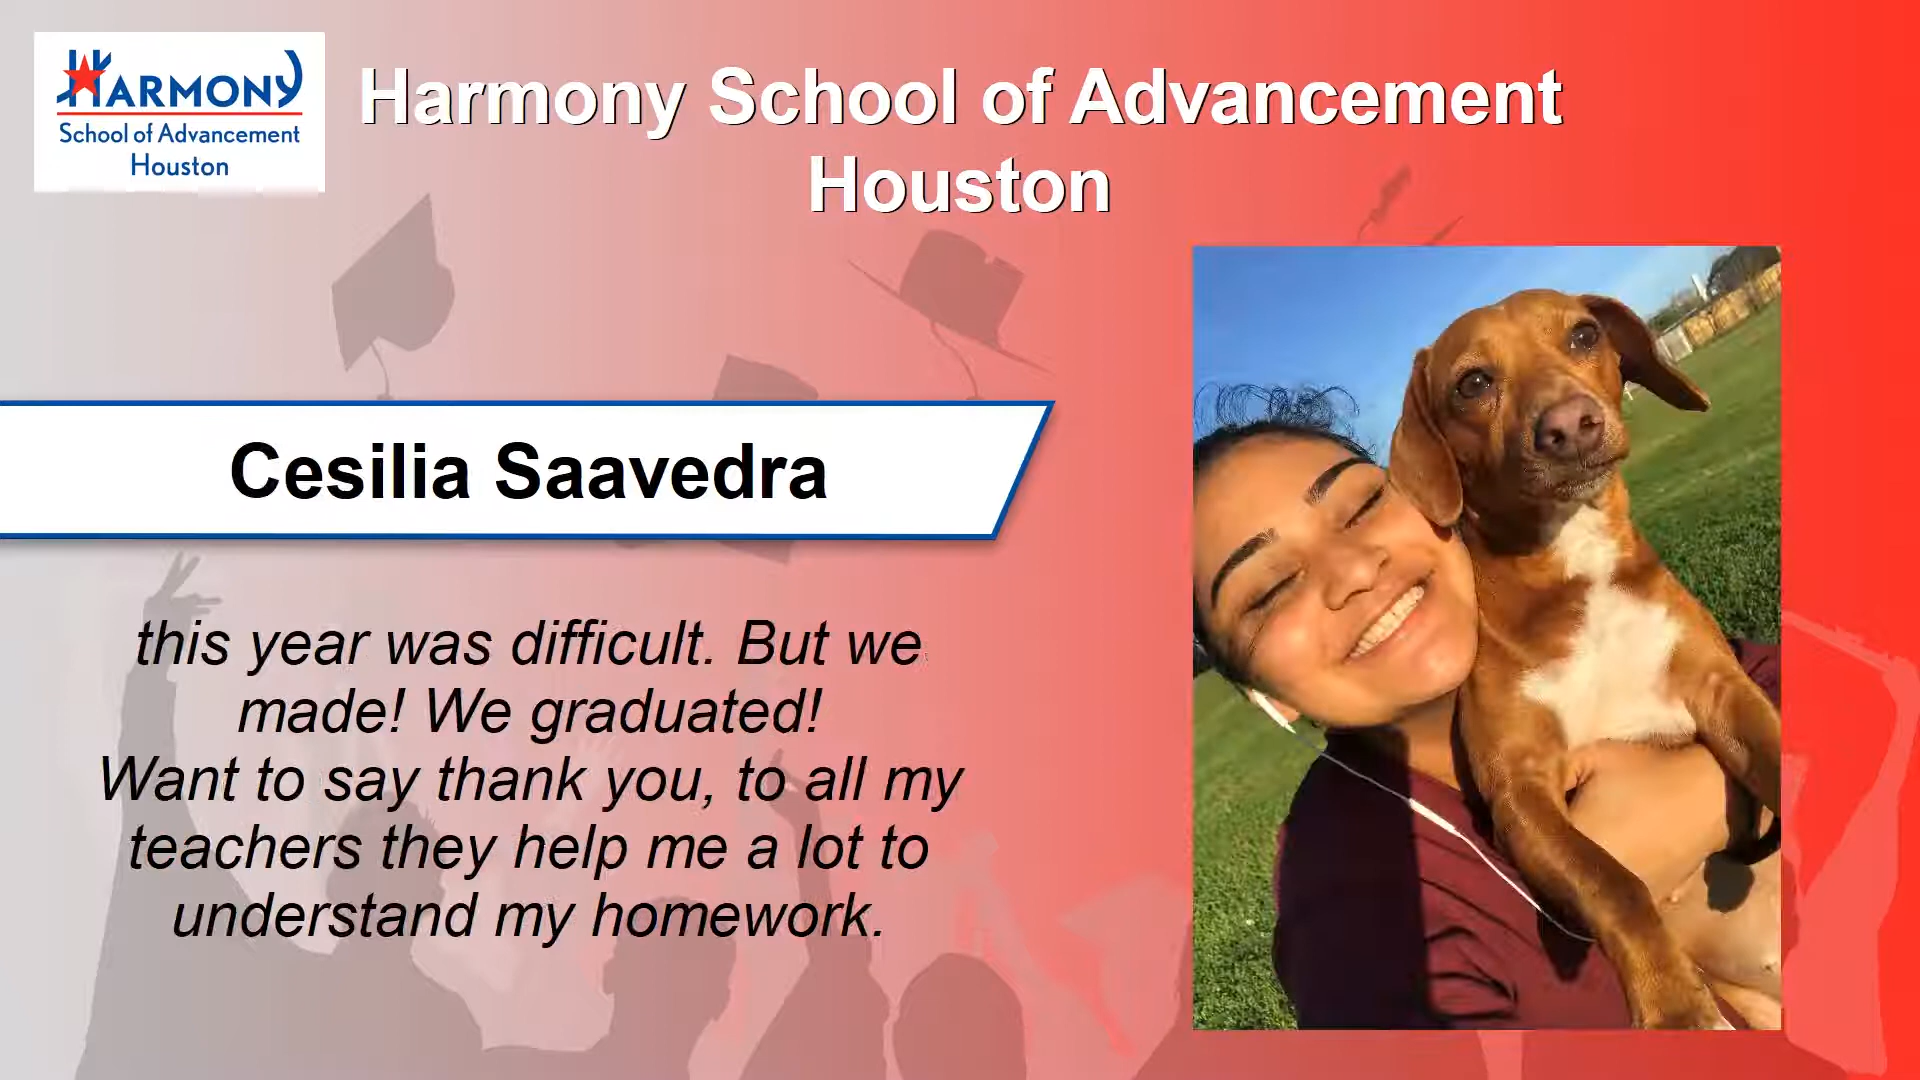 HARMONY
School of Advancement
Houston
Harmony School of Advancement
Houston
Cesilia Saavedra
this year was difficult. But we
made! We graduated!
Want to say thank you, to all my
teachers they help me a lot to
understand my homework.